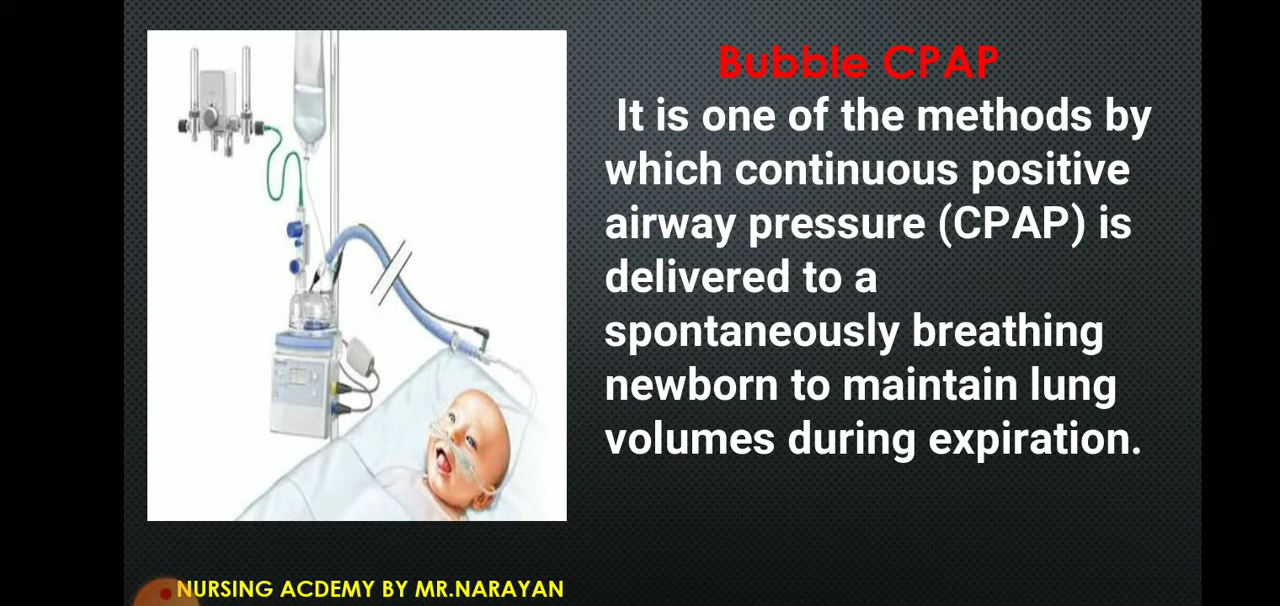 Bubble CPAP
It is one of the methods by
which continuous positive
airway pressure (CPAP) is
delivered to a
spontaneously breathing
newborn to maintain lung
volumes during expiration.
NURSING ACDEMY BY MR.NARAYAN